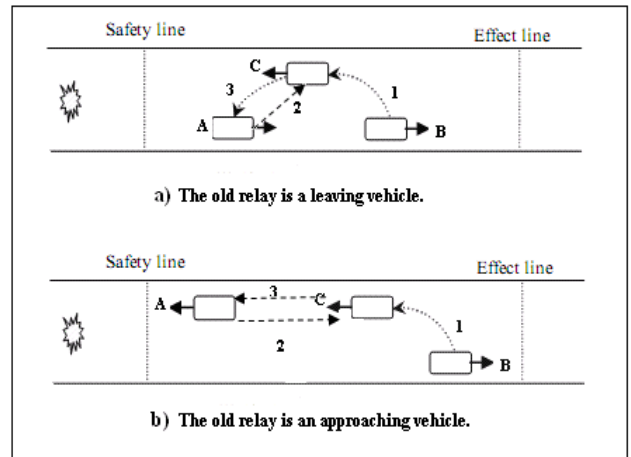 Safety line
Effect line
C
3
1
2
A
B
a) The old relay is a leaving vehicle.
Safety line
Effect line
A
3
C
1
2
B
b) The old relay is an approaching vehicle.